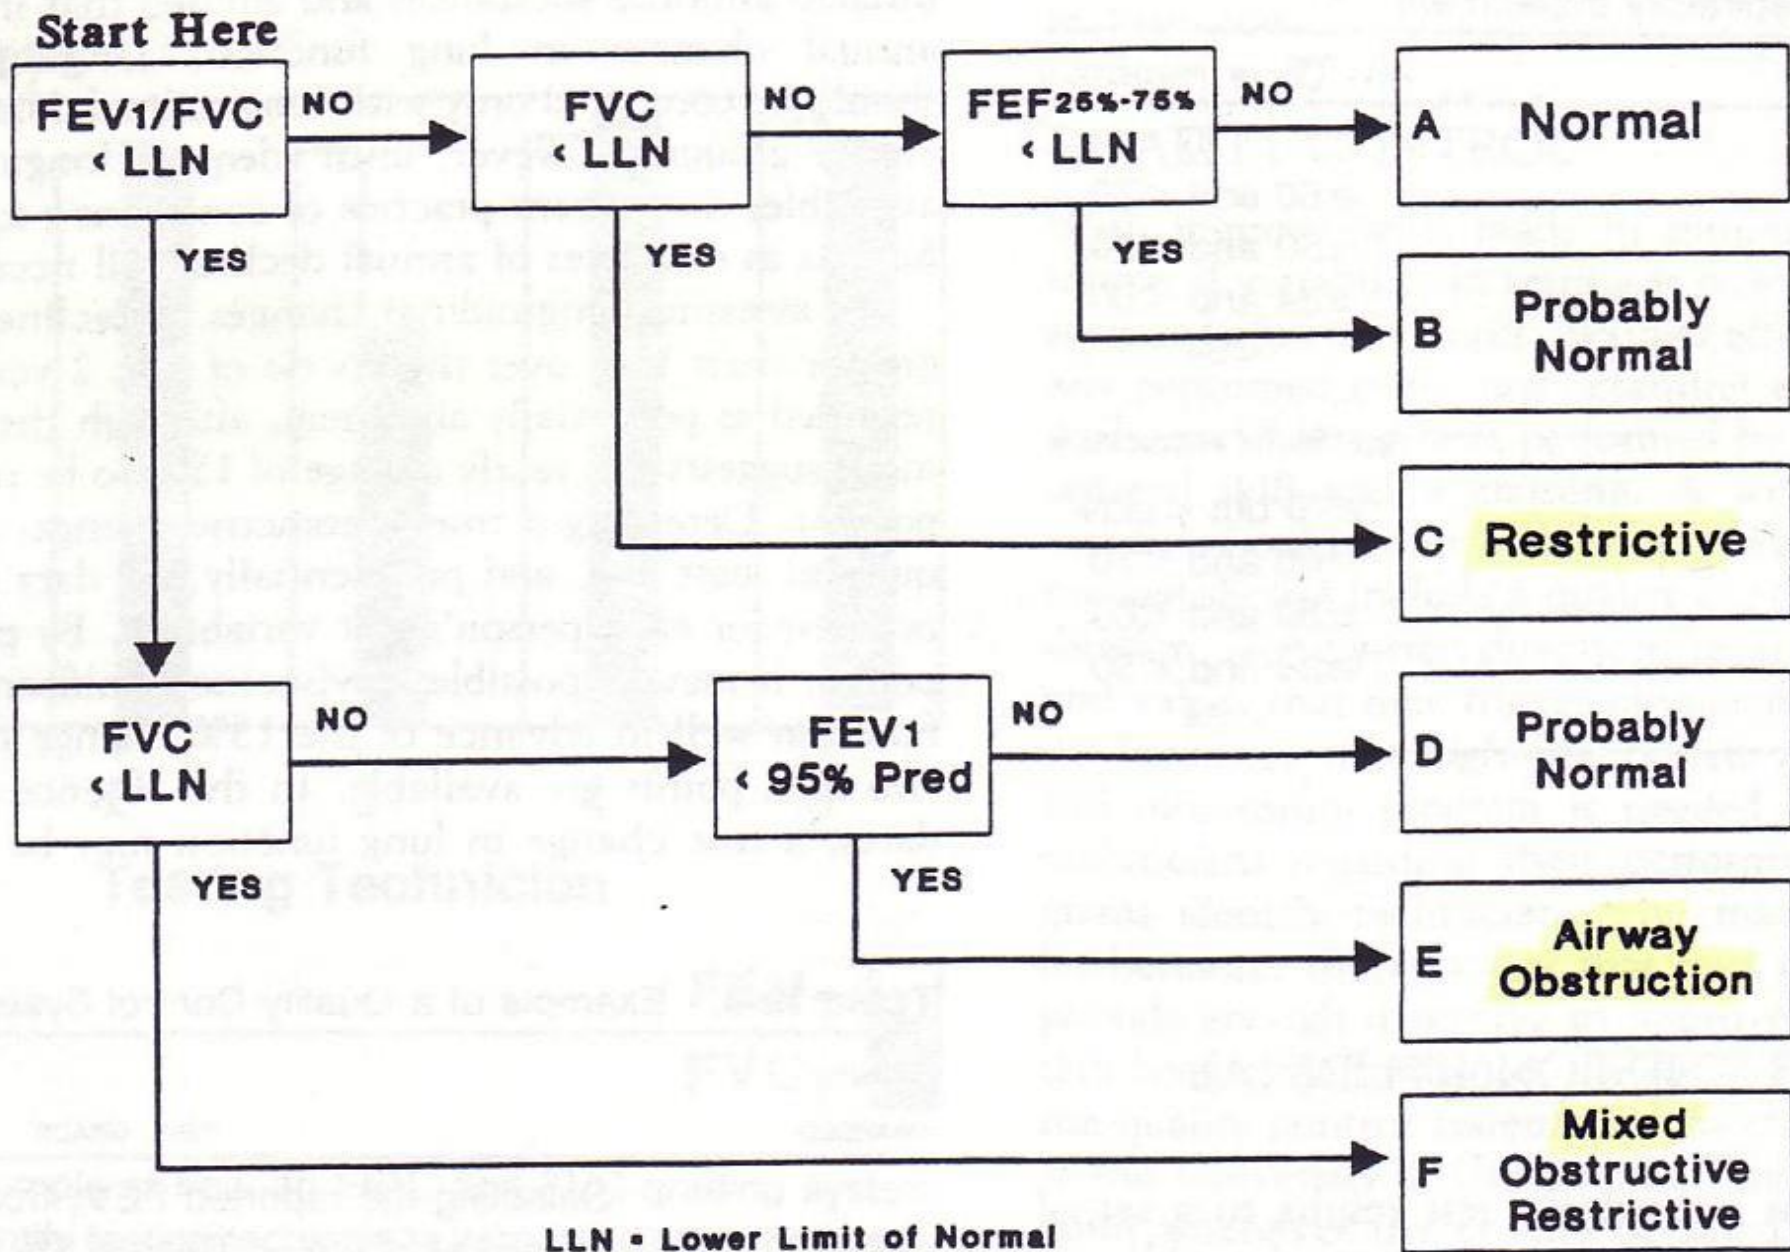 Start Here
FEV1/FVC
< LLN
NO
YES
FVC
< LLN
NO
YES
FEF25%-75%
< LLN
NO
YES
A Normal
B Probably
Normal
C Restrictive
FVC
< LLN
NO
YES
FEV1
< 95% Pred
NO
YES
D Probably
Normal
E Airway
Obstruction
F Mixed
Obstructive
Restrictive
LLN = Lower Limit of Normal